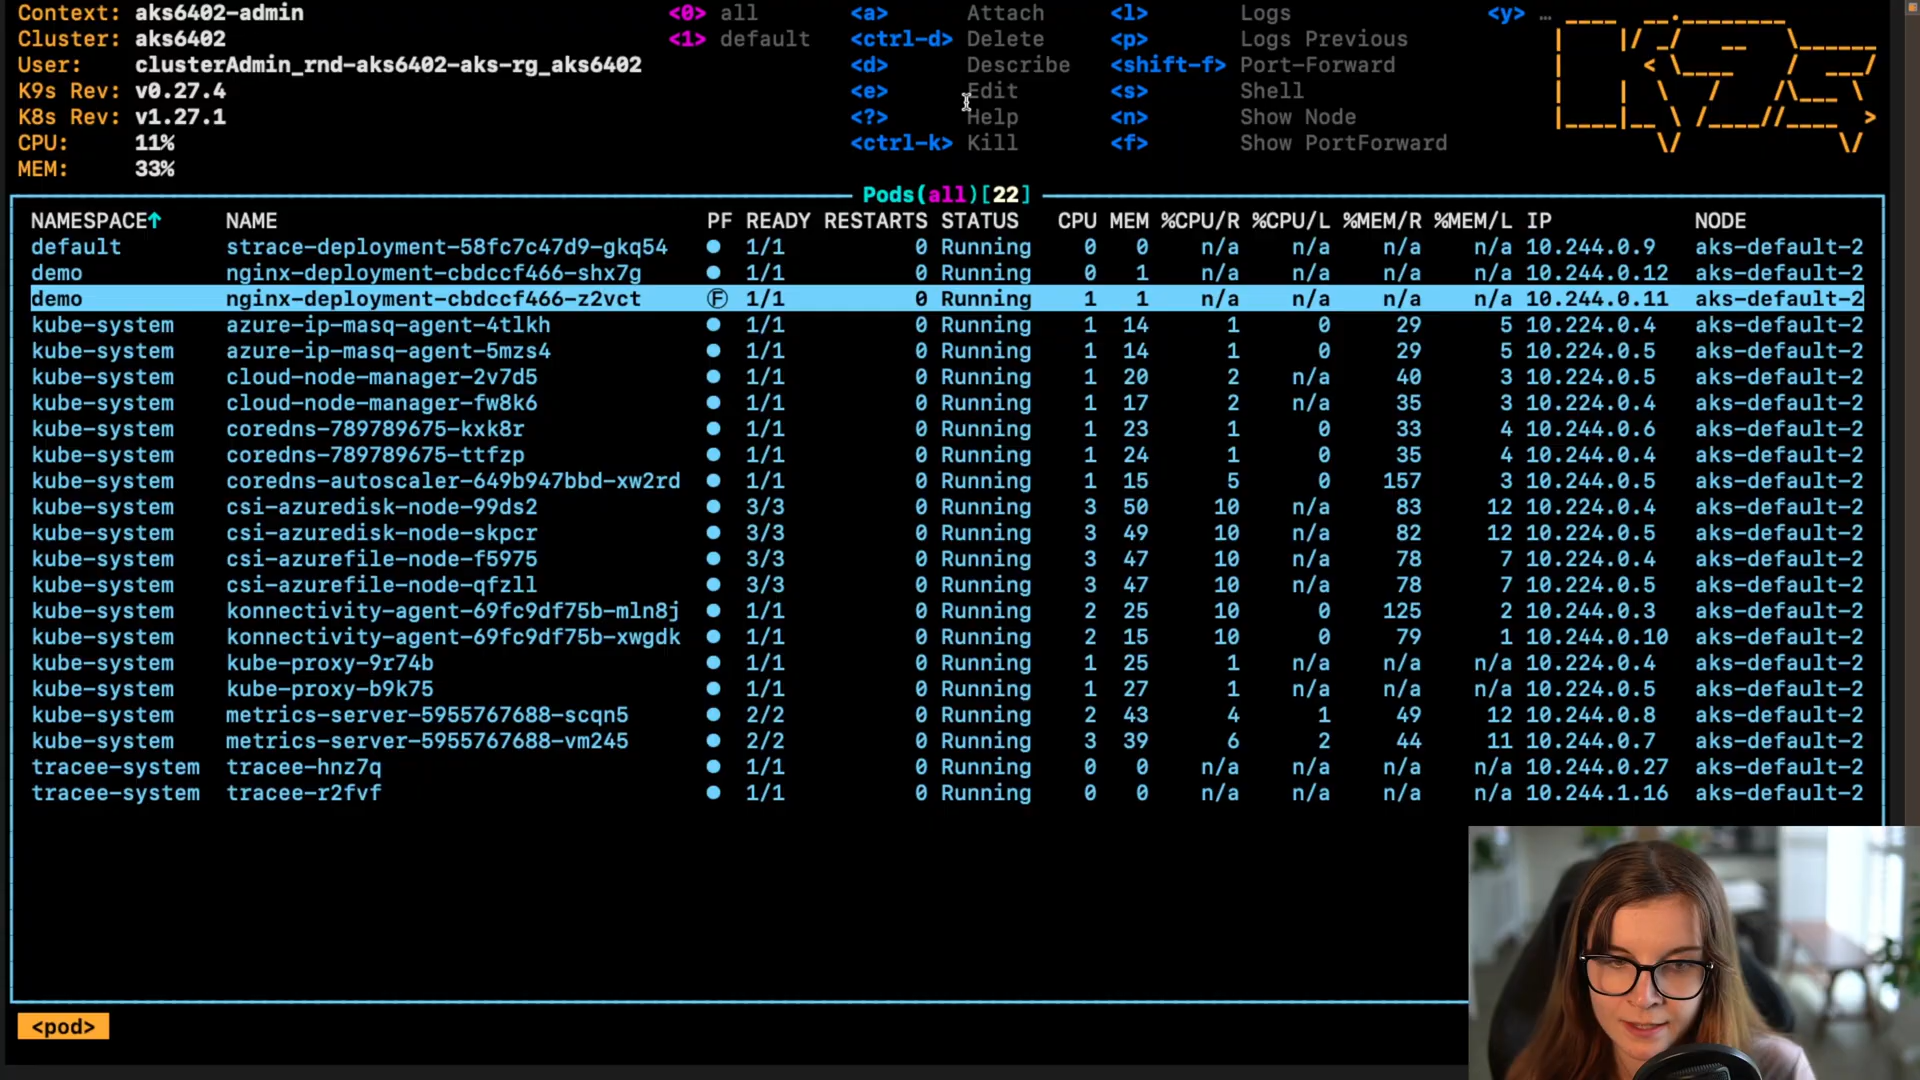 Context: aks6402-admin <0> all <a> Attach <l> Logs <y> …
Cluster: aks6402 <1> default <ctrl-d> Delete <p> Logs Previous
User: clusterAdmin_rnd-aks6402-aks-rg_aks6402 <d> Describe <shift-f> Port-Forward
K9s Rev: v0.27.4 <e> Edit <s> Shell
K8s Rev: v1.27.1 <?> Help <n> Show Node
CPU: 11% <ctrl-k> Kill <f> Show PortForward
MEM: 33%
Pods(all)[22]
NAMESPACE↑ NAME PF READY RESTARTS STATUS CPU MEM %CPU/R %CPU/L %MEM/R %MEM/L IP NODE
default strace-deployment-58fc7c47d9-gkq54 ● 1/1 0 Running 0 0 n/a n/a n/a n/a 10.244.0.9 aks-default-2
demo nginx-deployment-cbdccf466-shx7g ● 1/1 0 Running 0 1 n/a n/a n/a n/a 10.244.0.12 aks-default-2
demo nginx-deployment-cbdccf466-z2vct Ⓕ 1/1 0 Running 1 1 n/a n/a n/a n/a 10.244.0.11 aks-default-2
kube-system azure-ip-masq-agent-4tlkh ● 1/1 0 Running 1 14 1 0 29 5 10.224.0.4 aks-default-2
kube-system azure-ip-masq-agent-5mzs4 ● 1/1 0 Running 1 14 1 0 29 5 10.224.0.5 aks-default-2
kube-system cloud-node-manager-2v7d5 ● 1/1 0 Running 1 20 2 n/a 40 3 10.224.0.5 aks-default-2
kube-system cloud-node-manager-fw8k6 ● 1/1 0 Running 1 17 2 n/a 35 3 10.224.0.4 aks-default-2
kube-system coredns-789789675-kxk8r ● 1/1 0 Running 1 23 1 0 33 4 10.244.0.6 aks-default-2
kube-system coredns-789789675-ttfzp ● 1/1 0 Running 1 24 1 0 35 4 10.244.0.4 aks-default-2
kube-system coredns-autoscaler-649b947bbd-xw2rd ● 1/1 0 Running 1 15 5 0 157 3 10.244.0.5 aks-default-2
kube-system csi-azuredisk-node-99ds2 ● 3/3 0 Running 3 50 10 n/a 83 12 10.224.0.4 aks-default-2
kube-system csi-azuredisk-node-skpcr ● 3/3 0 Running 3 49 10 n/a 82 12 10.224.0.5 aks-default-2
kube-system csi-azurefile-node-f5975 ● 3/3 0 Running 3 47 10 n/a 78 7 10.224.0.4 aks-default-2
kube-system csi-azurefile-node-qfzll ● 3/3 0 Running 3 47 10 n/a 78 7 10.224.0.5 aks-default-2
kube-system konnectivity-agent-69fc9df75b-mln8j ● 1/1 0 Running 2 25 10 0 125 2 10.244.0.3 aks-default-2
kube-system konnectivity-agent-69fc9df75b-xwgdk ● 1/1 0 Running 2 15 10 0 79 1 10.244.0.10 aks-default-2
kube-system kube-proxy-9r74b ● 1/1 0 Running 1 25 1 n/a n/a n/a 10.224.0.4 aks-default-2
kube-system kube-proxy-b9k75 ● 1/1 0 Running 1 27 1 n/a n/a n/a 10.224.0.5 aks-default-2
kube-system metrics-server-5955767688-scqn5 ● 2/2 0 Running 2 43 4 1 49 12 10.244.0.8 aks-default-2
kube-system metrics-server-5955767688-vm245 ● 2/2 0 Running 3 39 6 2 44 11 10.244.0.7 aks-default-2
tracee-system tracee-hnz7q ● 1/1 0 Running 0 0 n/a n/a n/a n/a 10.244.0.27 aks-default-2
tracee-system tracee-r2fvf ● 1/1 0 Running 0 0 n/a n/a n/a n/a 10.244.1.16 aks-default-2
<pod>